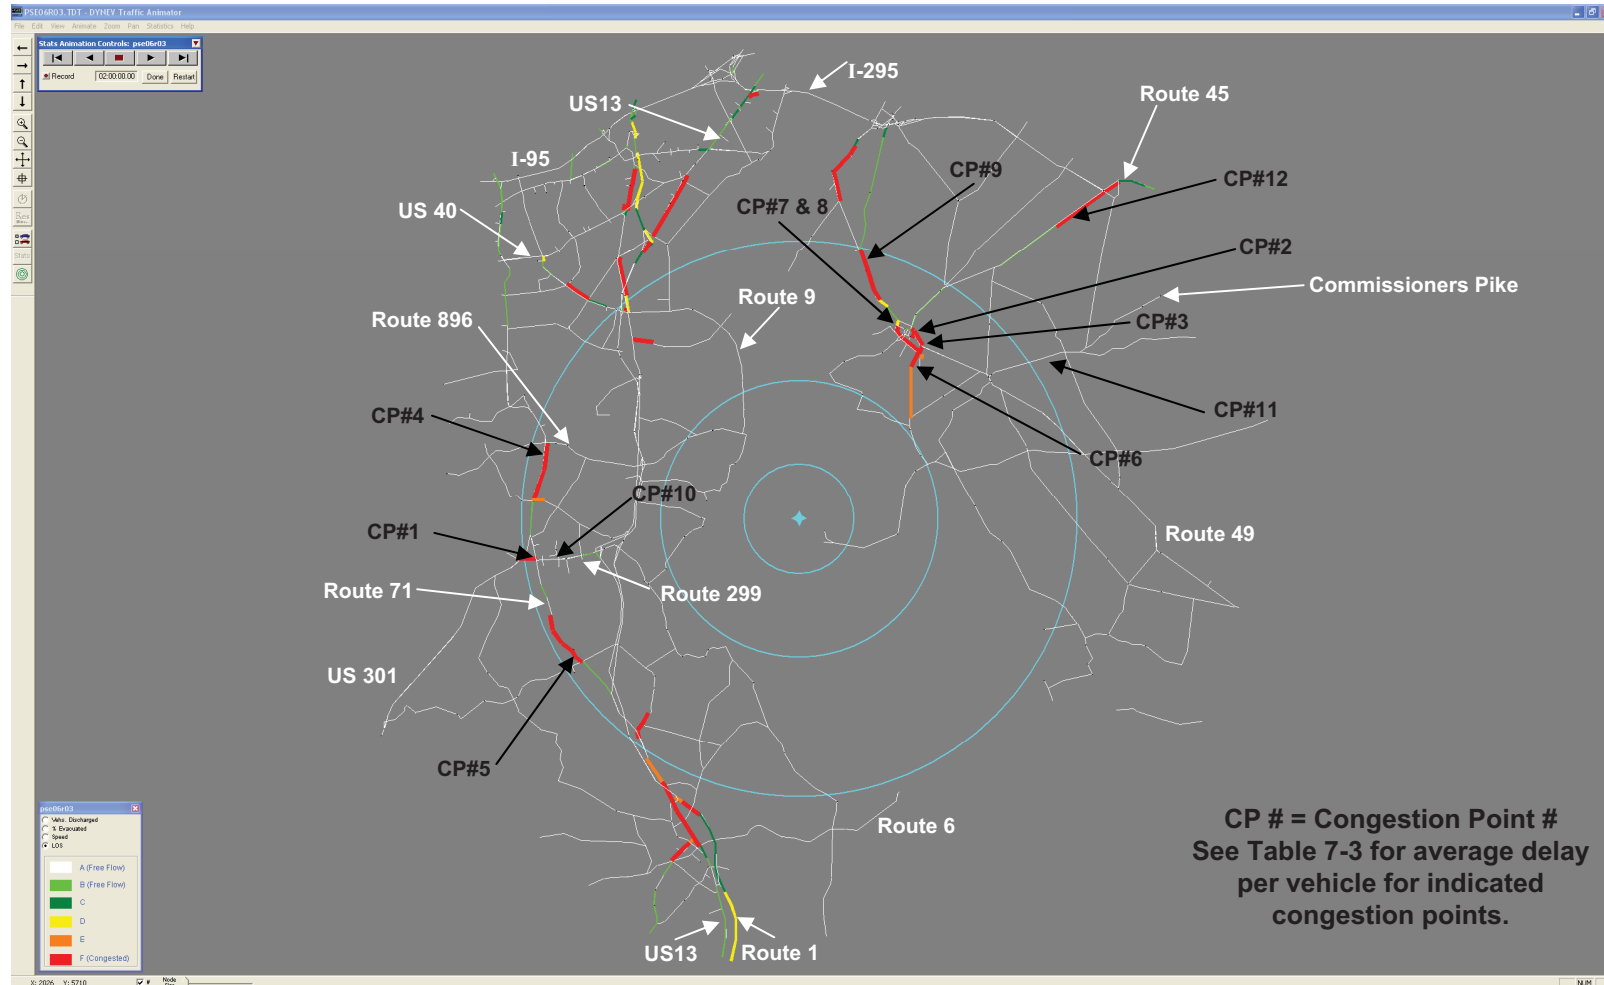 PSE06R03.TDT - DYNEV Traffic Animator
File Edit View Animate Zoom Pan Statistics Help
Stats Animation Controls: pse06r03
Record 02:00:00.00 Done Restart
I-295
US13
Route 45
I-95
CP#9
CP#12
CP#7 & 8
US 40
CP#2
Commissioners Pike
Route 9
Route 896
CP#3
CP#4
CP#11
CP#6
CP#10
CP#1
Route 49
Route 71
Route 299
US 301
CP#5
Route 6
CP # = Congestion Point #
See Table 7-3 for average delay
per vehicle for indicated
congestion points.
US13
Route 1
Stats
pse06r03
Vehs. Discharged
% Evacuated
Speed
LOS
A (Free Flow)
B (Free Flow)
C
D
E
F (Congested)
X: 2026 Y: 5710
#
Node
NUM